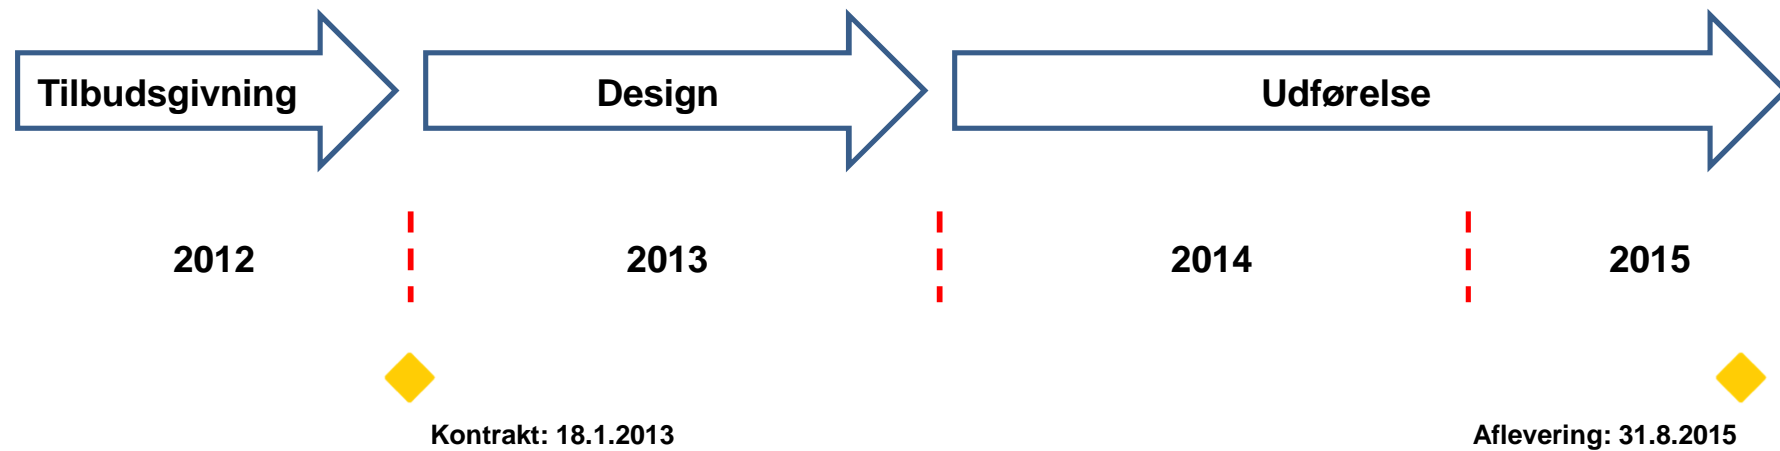 Tilbudsgivning
Design
Udførelse
2012
2013
2014
2015
Kontrakt: 18.1.2013
Aflevering: 31.8.2015